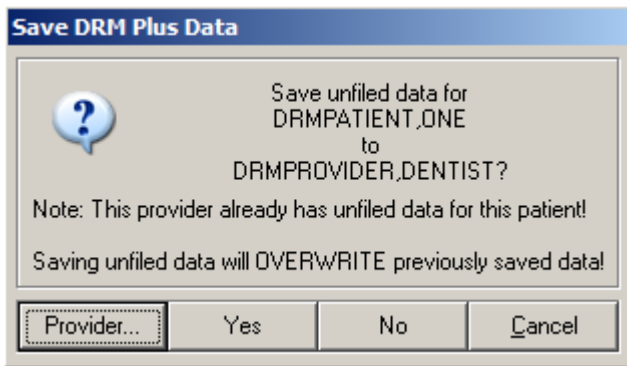 Save DRM Plus Data
Save unfiled data for
DRMPATIENT,ONE
to
DRMPROVIDER,DENTIST?
Note: This provider already has unfiled data for this patient!
Saving unfiled data will OVERWRITE previously saved data!
Provider... Yes No Cancel